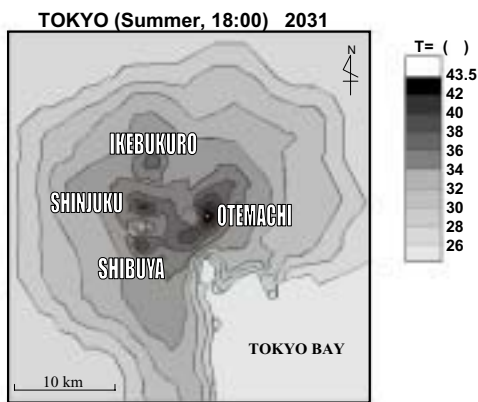 TOKYO (Summer, 18:00) 2031
N
T= ( )
43.5
42
40
38
36
34
32
30
28
26
IKEBUKURO
SHINJUKU
OTEMACHI
SHIBUYA
TOKYO BAY
10 km